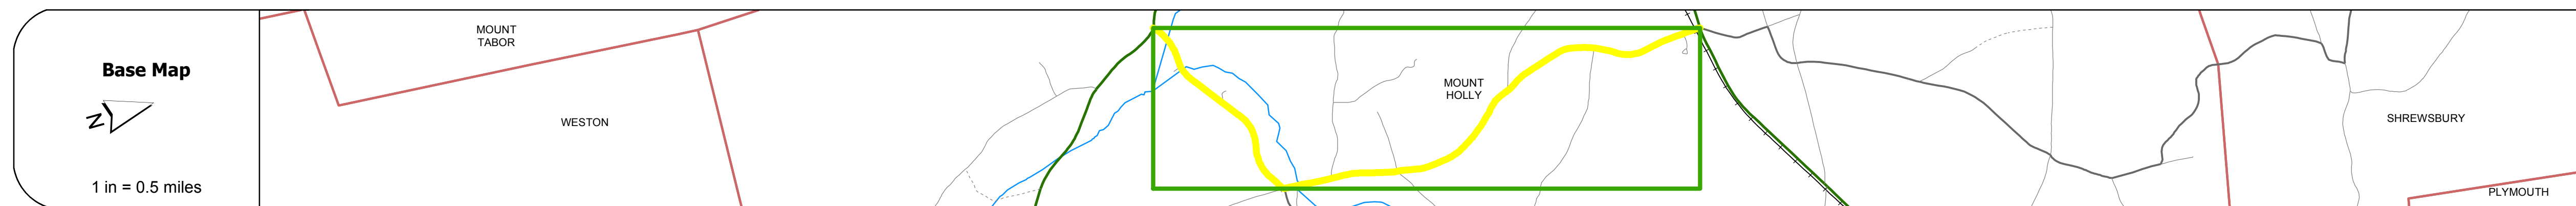 Base Map
N
1 in = 0.5 miles
MOUNT
TABOR
WESTON
MOUNT
HOLLY
SHREWSBURY
PLYMOUTH